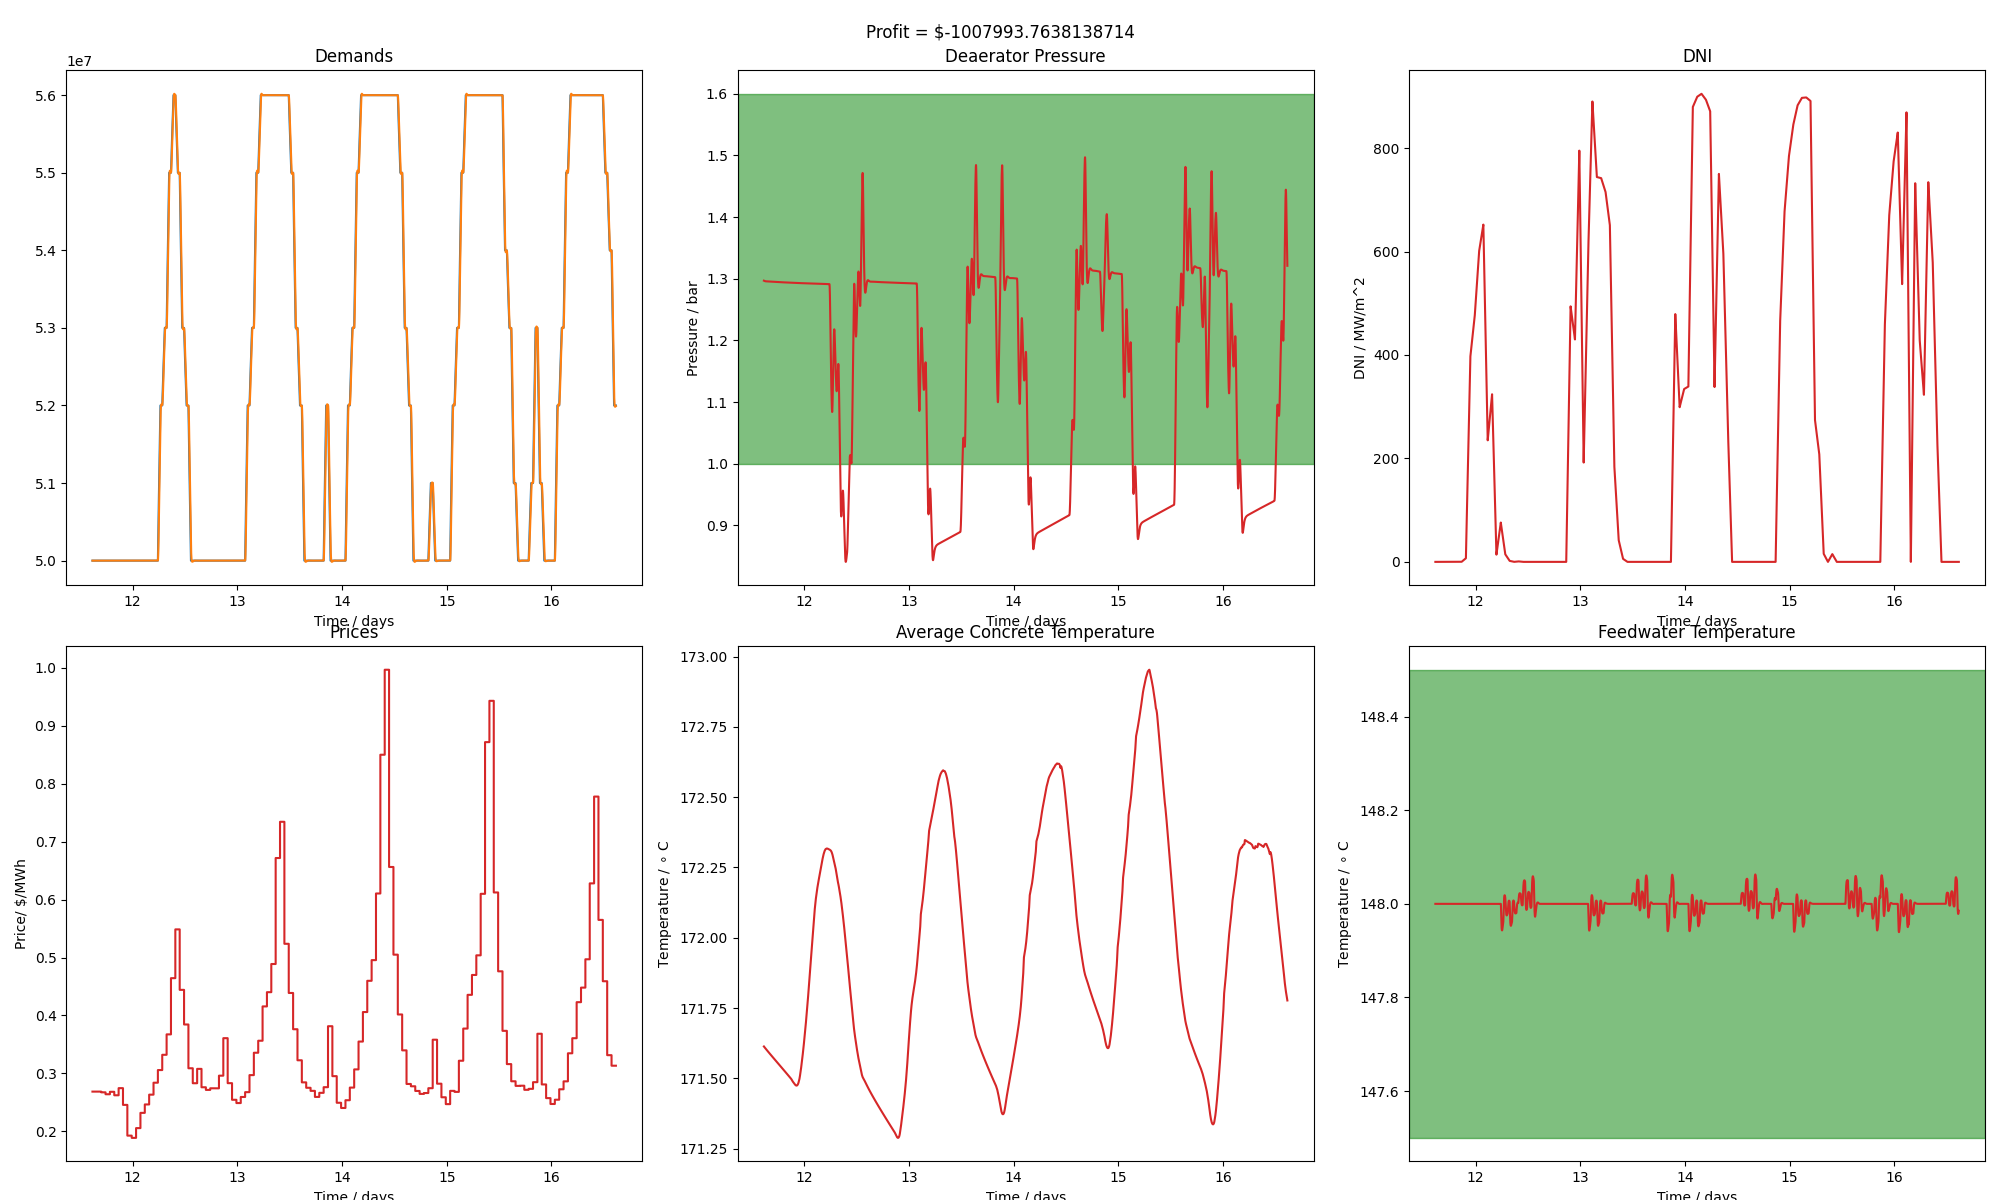 Profit = $-1007993.7638138714
Demands
1e7
5.6
5.5
5.4
5.3
5.2
5.1
5.0
12 13 14 15 16
Time / days
Deaerator Pressure
Pressure / bar
1.6
1.5
1.4
1.3
1.2
1.1
1.0
0.9
12 13 14 15 16
Time / days
DNI
DNI / MW/m^2
800
600
400
200
0
12 13 14 15 16
Time / days
Prices
Price/ $/MWh
1.0
0.9
0.8
0.7
0.6
0.5
0.4
0.3
0.2
12 13 14 15 16
Time / days
Average Concrete Temperature
Temperature / ∘ C
173.00
172.75
172.50
172.25
172.00
171.75
171.50
171.25
12 13 14 15 16
Time / days
Feedwater Temperature
Temperature / ∘ C
148.4
148.2
148.0
147.8
147.6
12 13 14 15 16
Time / days